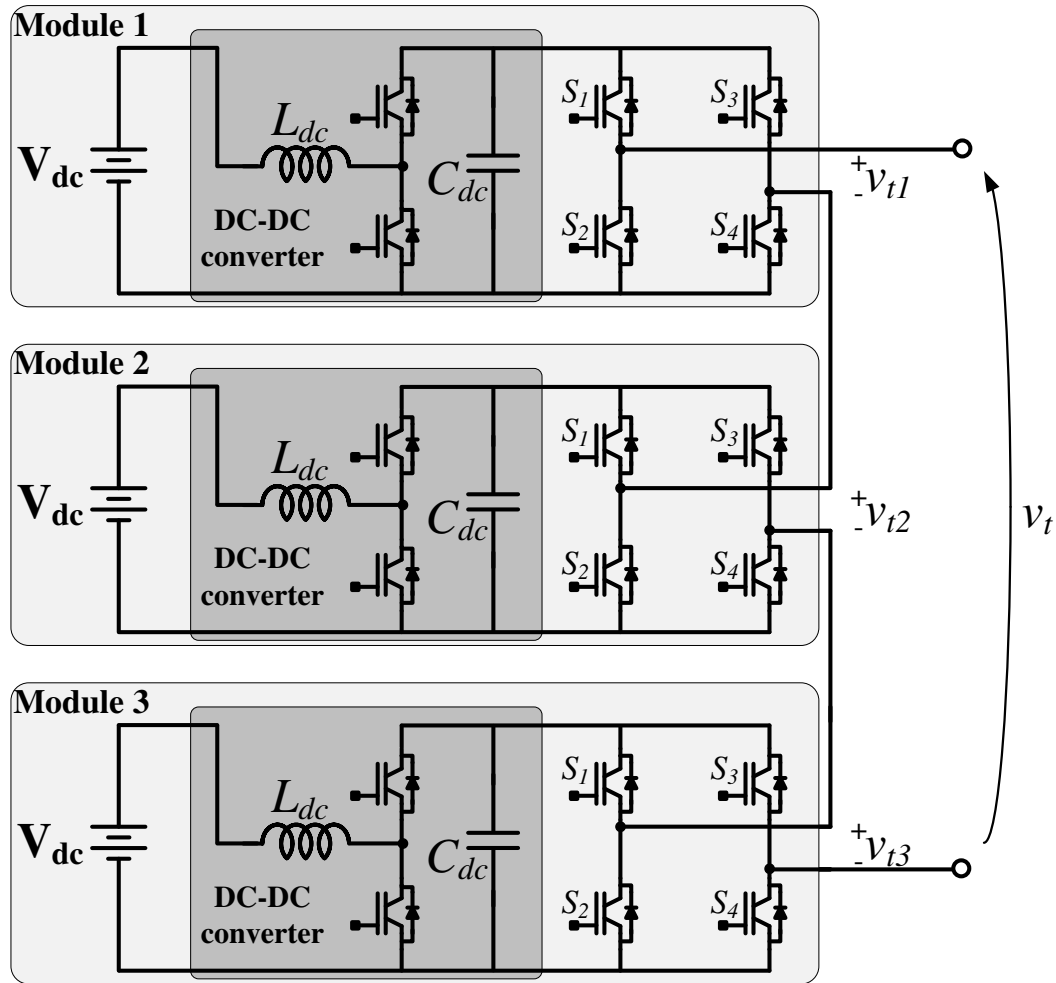 Module 1
V_dc
L_dc
DC-DC
converter
C_dc
S_1
S_2
S_3
S_4
+
-
v_t1
Module 2
V_dc
L_dc
DC-DC
converter
C_dc
S_1
S_2
S_3
S_4
+
-
v_t2
v_t
Module 3
V_dc
L_dc
DC-DC
converter
C_dc
S_1
S_2
S_3
S_4
+
-
v_t3